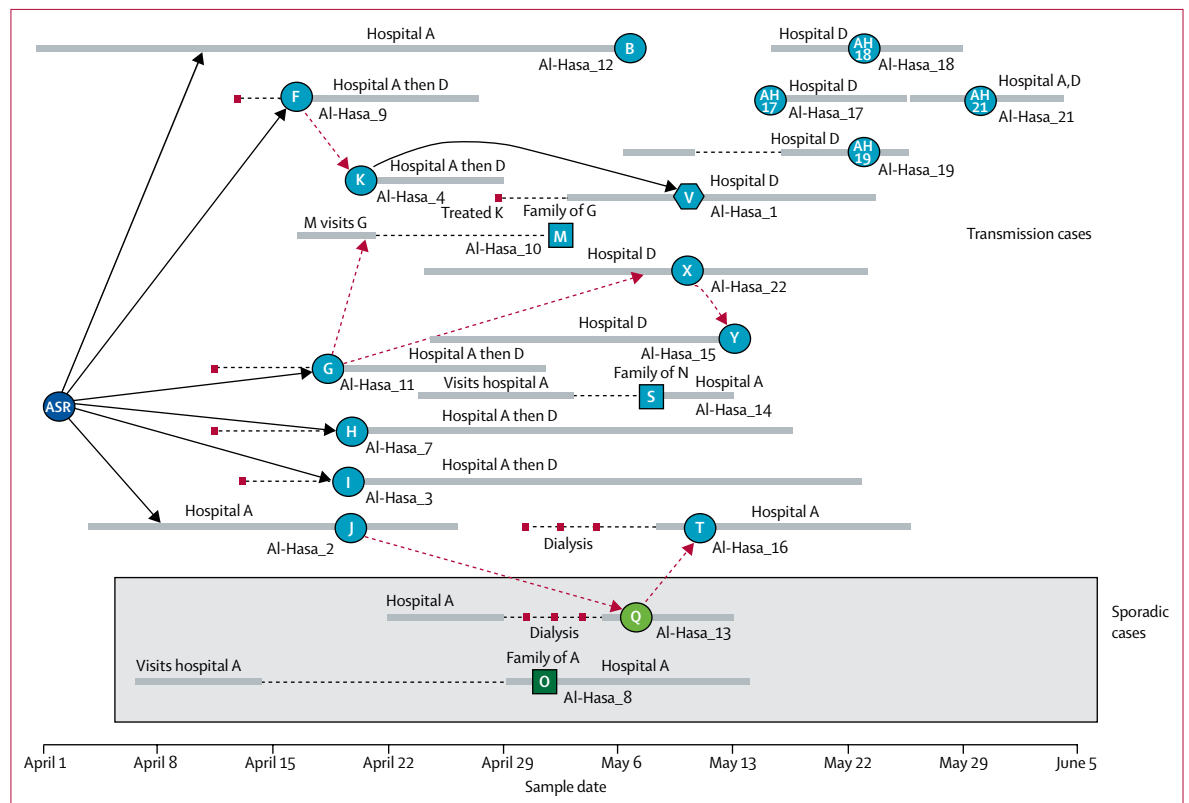 Hospital A
B
Al-Hasa_12
Hospital D
AH
18
Al-Hasa_18
F
Hospital A then D
Al-Hasa_9
AH
17
Hospital D
Al-Hasa_17
AH
21
Hospital A,D
Al-Hasa_21
Hospital D
AH
19
Al-Hasa_19
K
Hospital A then D
Al-Hasa_4
Treated K
V
Hospital D
Al-Hasa_1
M visits G
Family of G
M
Al-Hasa_10
Transmission cases
Hospital D
X
Al-Hasa_22
Hospital D
Y
Al-Hasa_15
G
Hospital A then D
Al-Hasa_11
Visits hospital A
Family of N
S
Hospital A
Al-Hasa_14
ASR
H
Hospital A then D
Al-Hasa_7
I
Hospital A then D
Al-Hasa_3
Hospital A
J
Al-Hasa_2
Dialysis
T
Hospital A
Al-Hasa_16
Hospital A
Dialysis
Q
Al-Hasa_13
Sporadic
cases
Visits hospital A
Family of A
O
Hospital A
Al-Hasa_8
April 1 April 8 April 15 April 22 April 29 May 6 May 13 May 22 May 29 June 5
Sample date